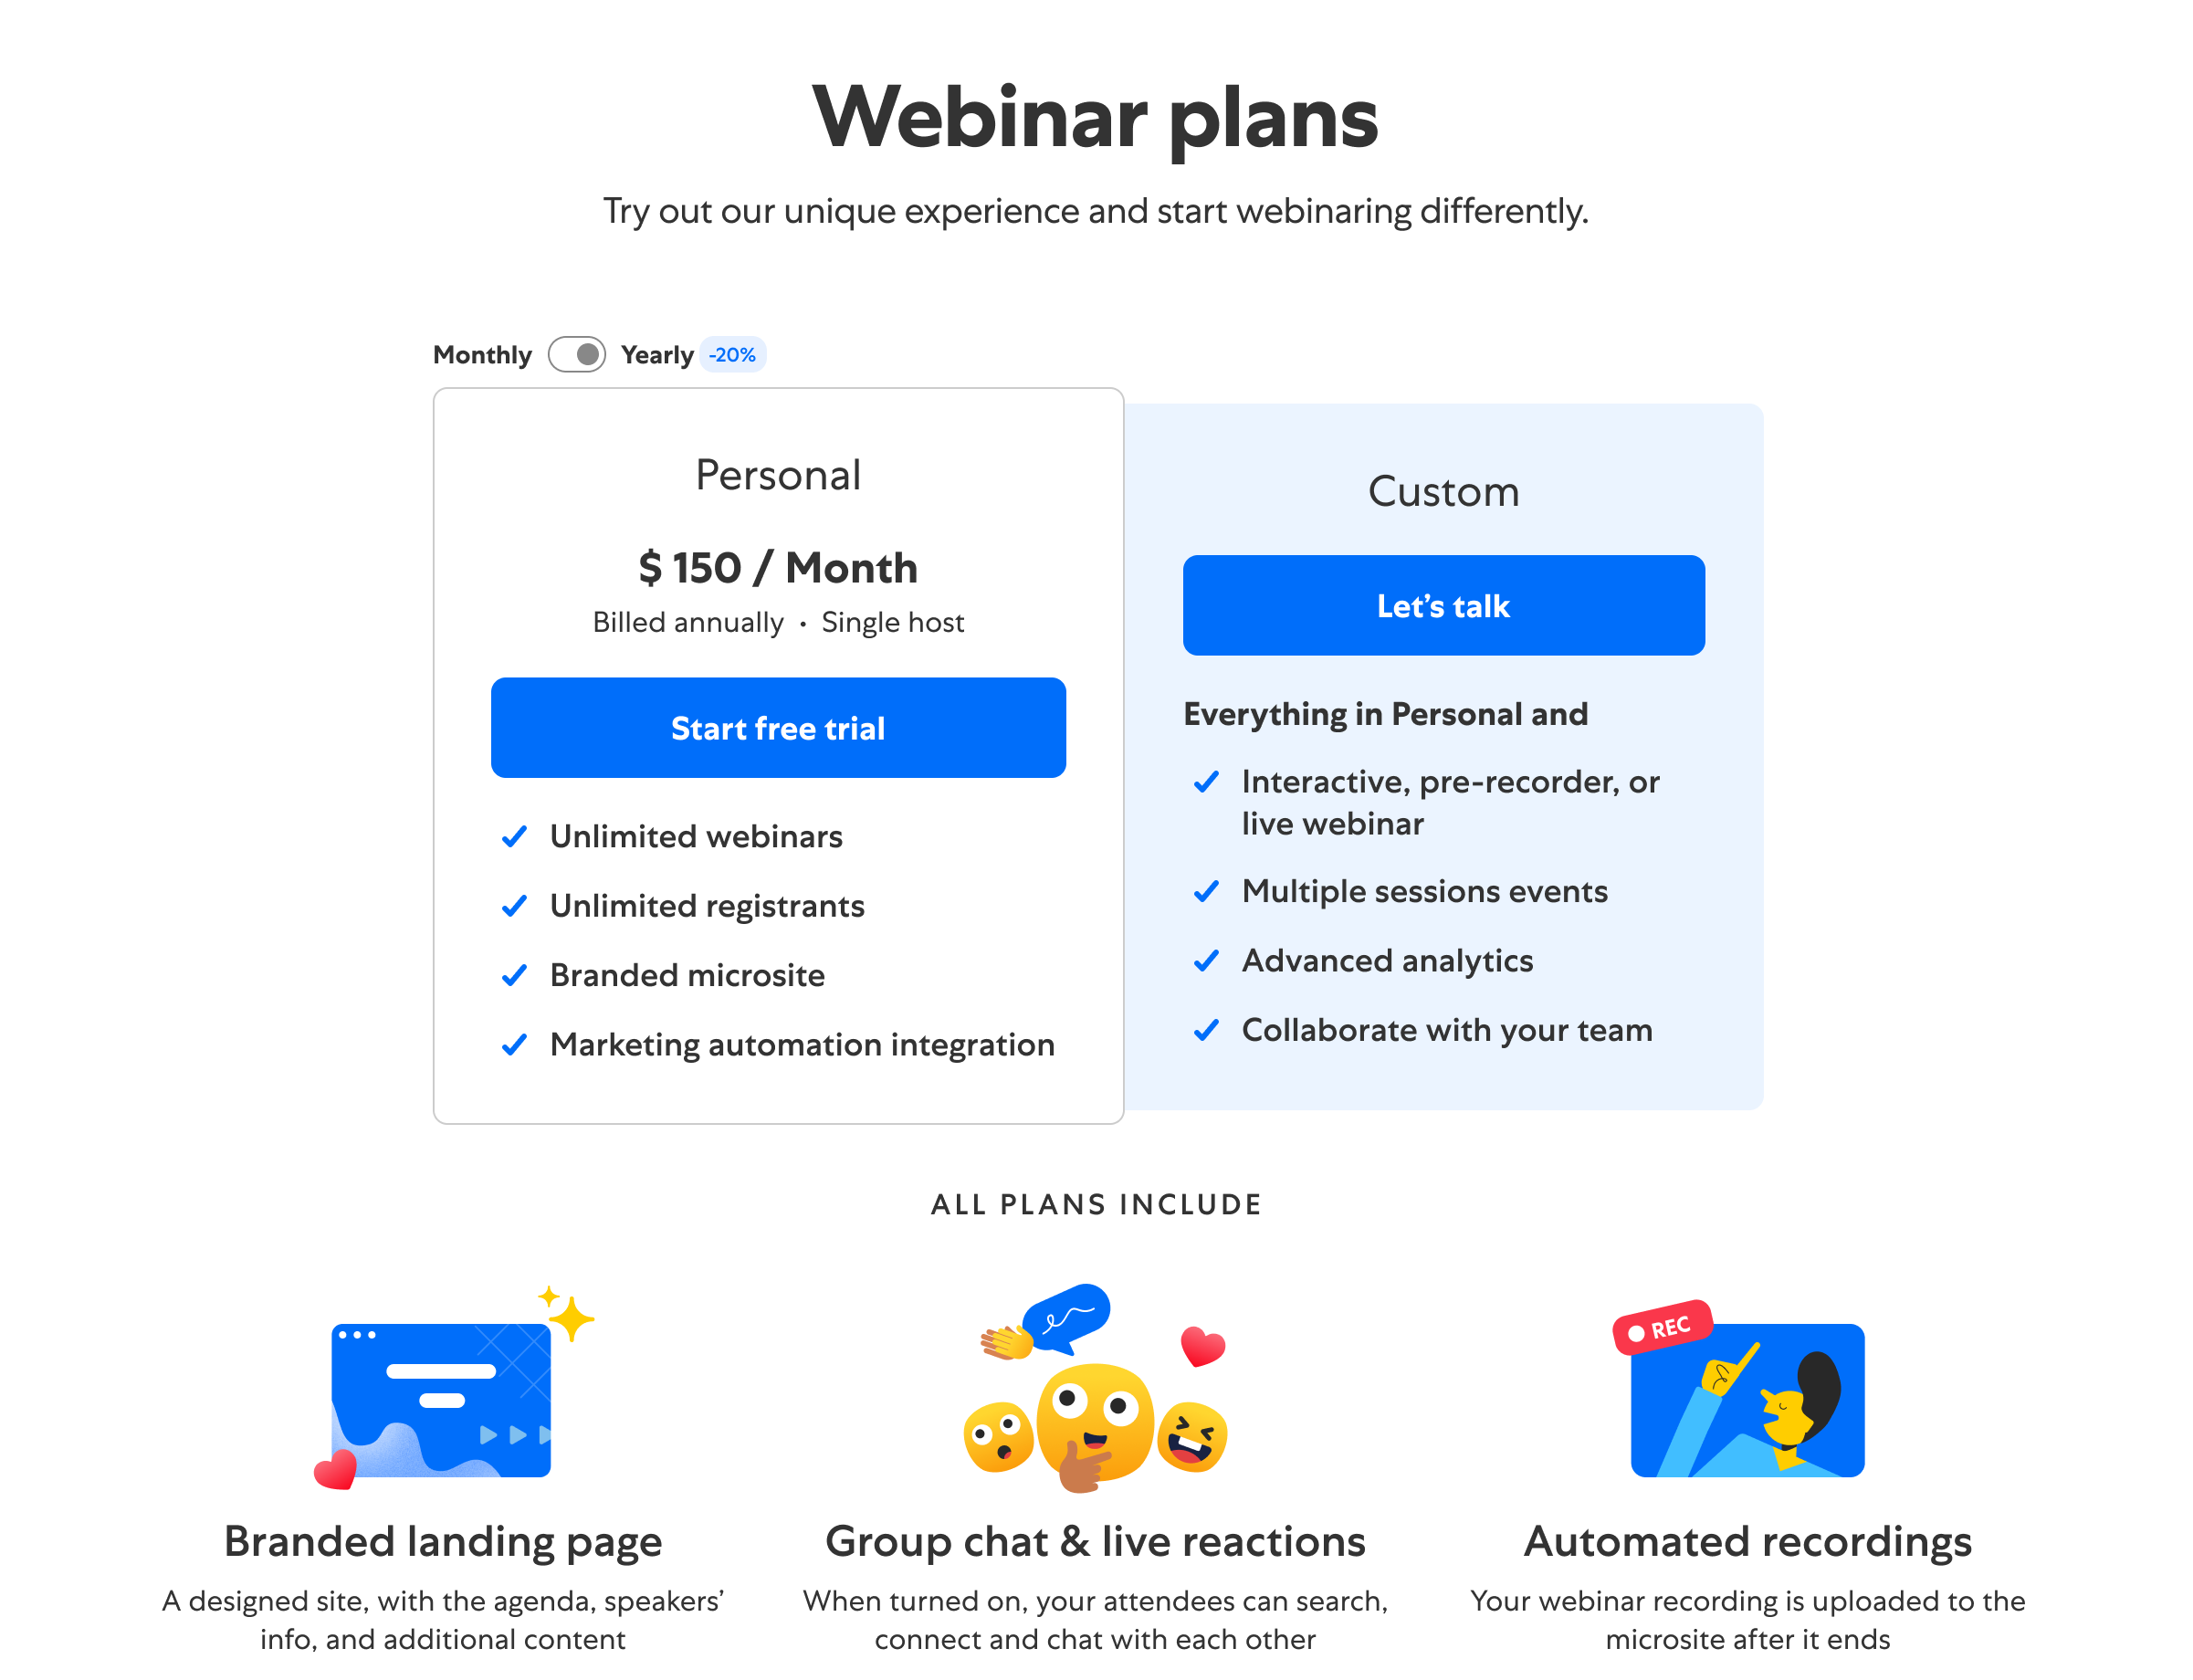 Webinar plans
Try out our unique experience and start webinaring differently.
Monthly Yearly -20%
Personal
$ 150 / Month
Billed annually • Single host
Start free trial
Unlimited webinars
Unlimited registrants
Branded microsite
Marketing automation integration
Custom
Let’s talk
Everything in Personal and
Interactive, pre-recorder, or
live webinar
Multiple sessions events
Advanced analytics
Collaborate with your team
ALL PLANS INCLUDE
Branded landing page
A designed site, with the agenda, speakers’
info, and additional content
Group chat & live reactions
When turned on, your attendees can search,
connect and chat with each other
REC
Automated recordings
Your webinar recording is uploaded to the
microsite after it ends